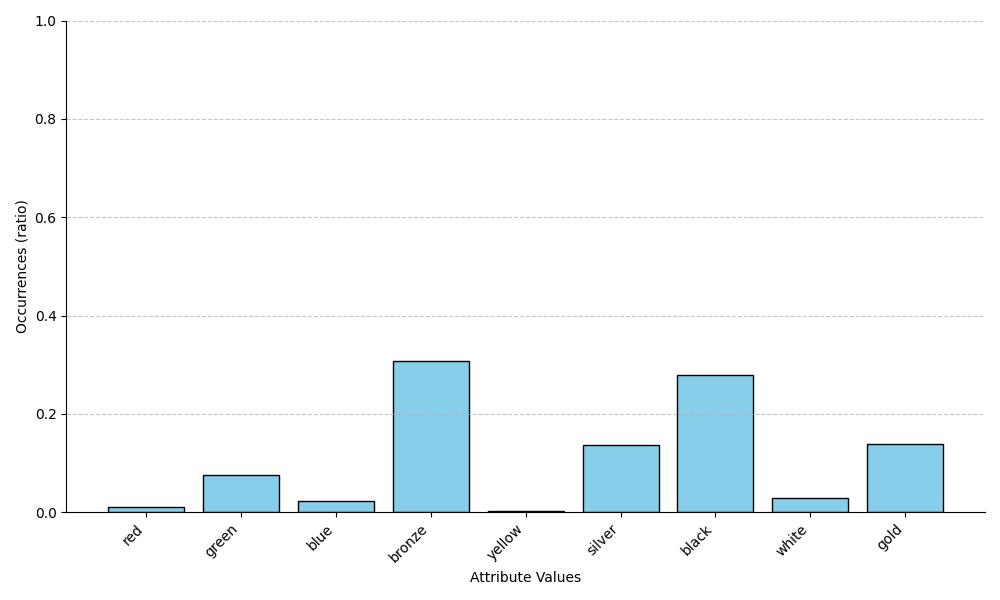 1.0
0.8
0.6
0.4
0.2
0.0
Occurrences (ratio)
red
green
blue
bronze
yellow
silver
black
white
gold
Attribute Values